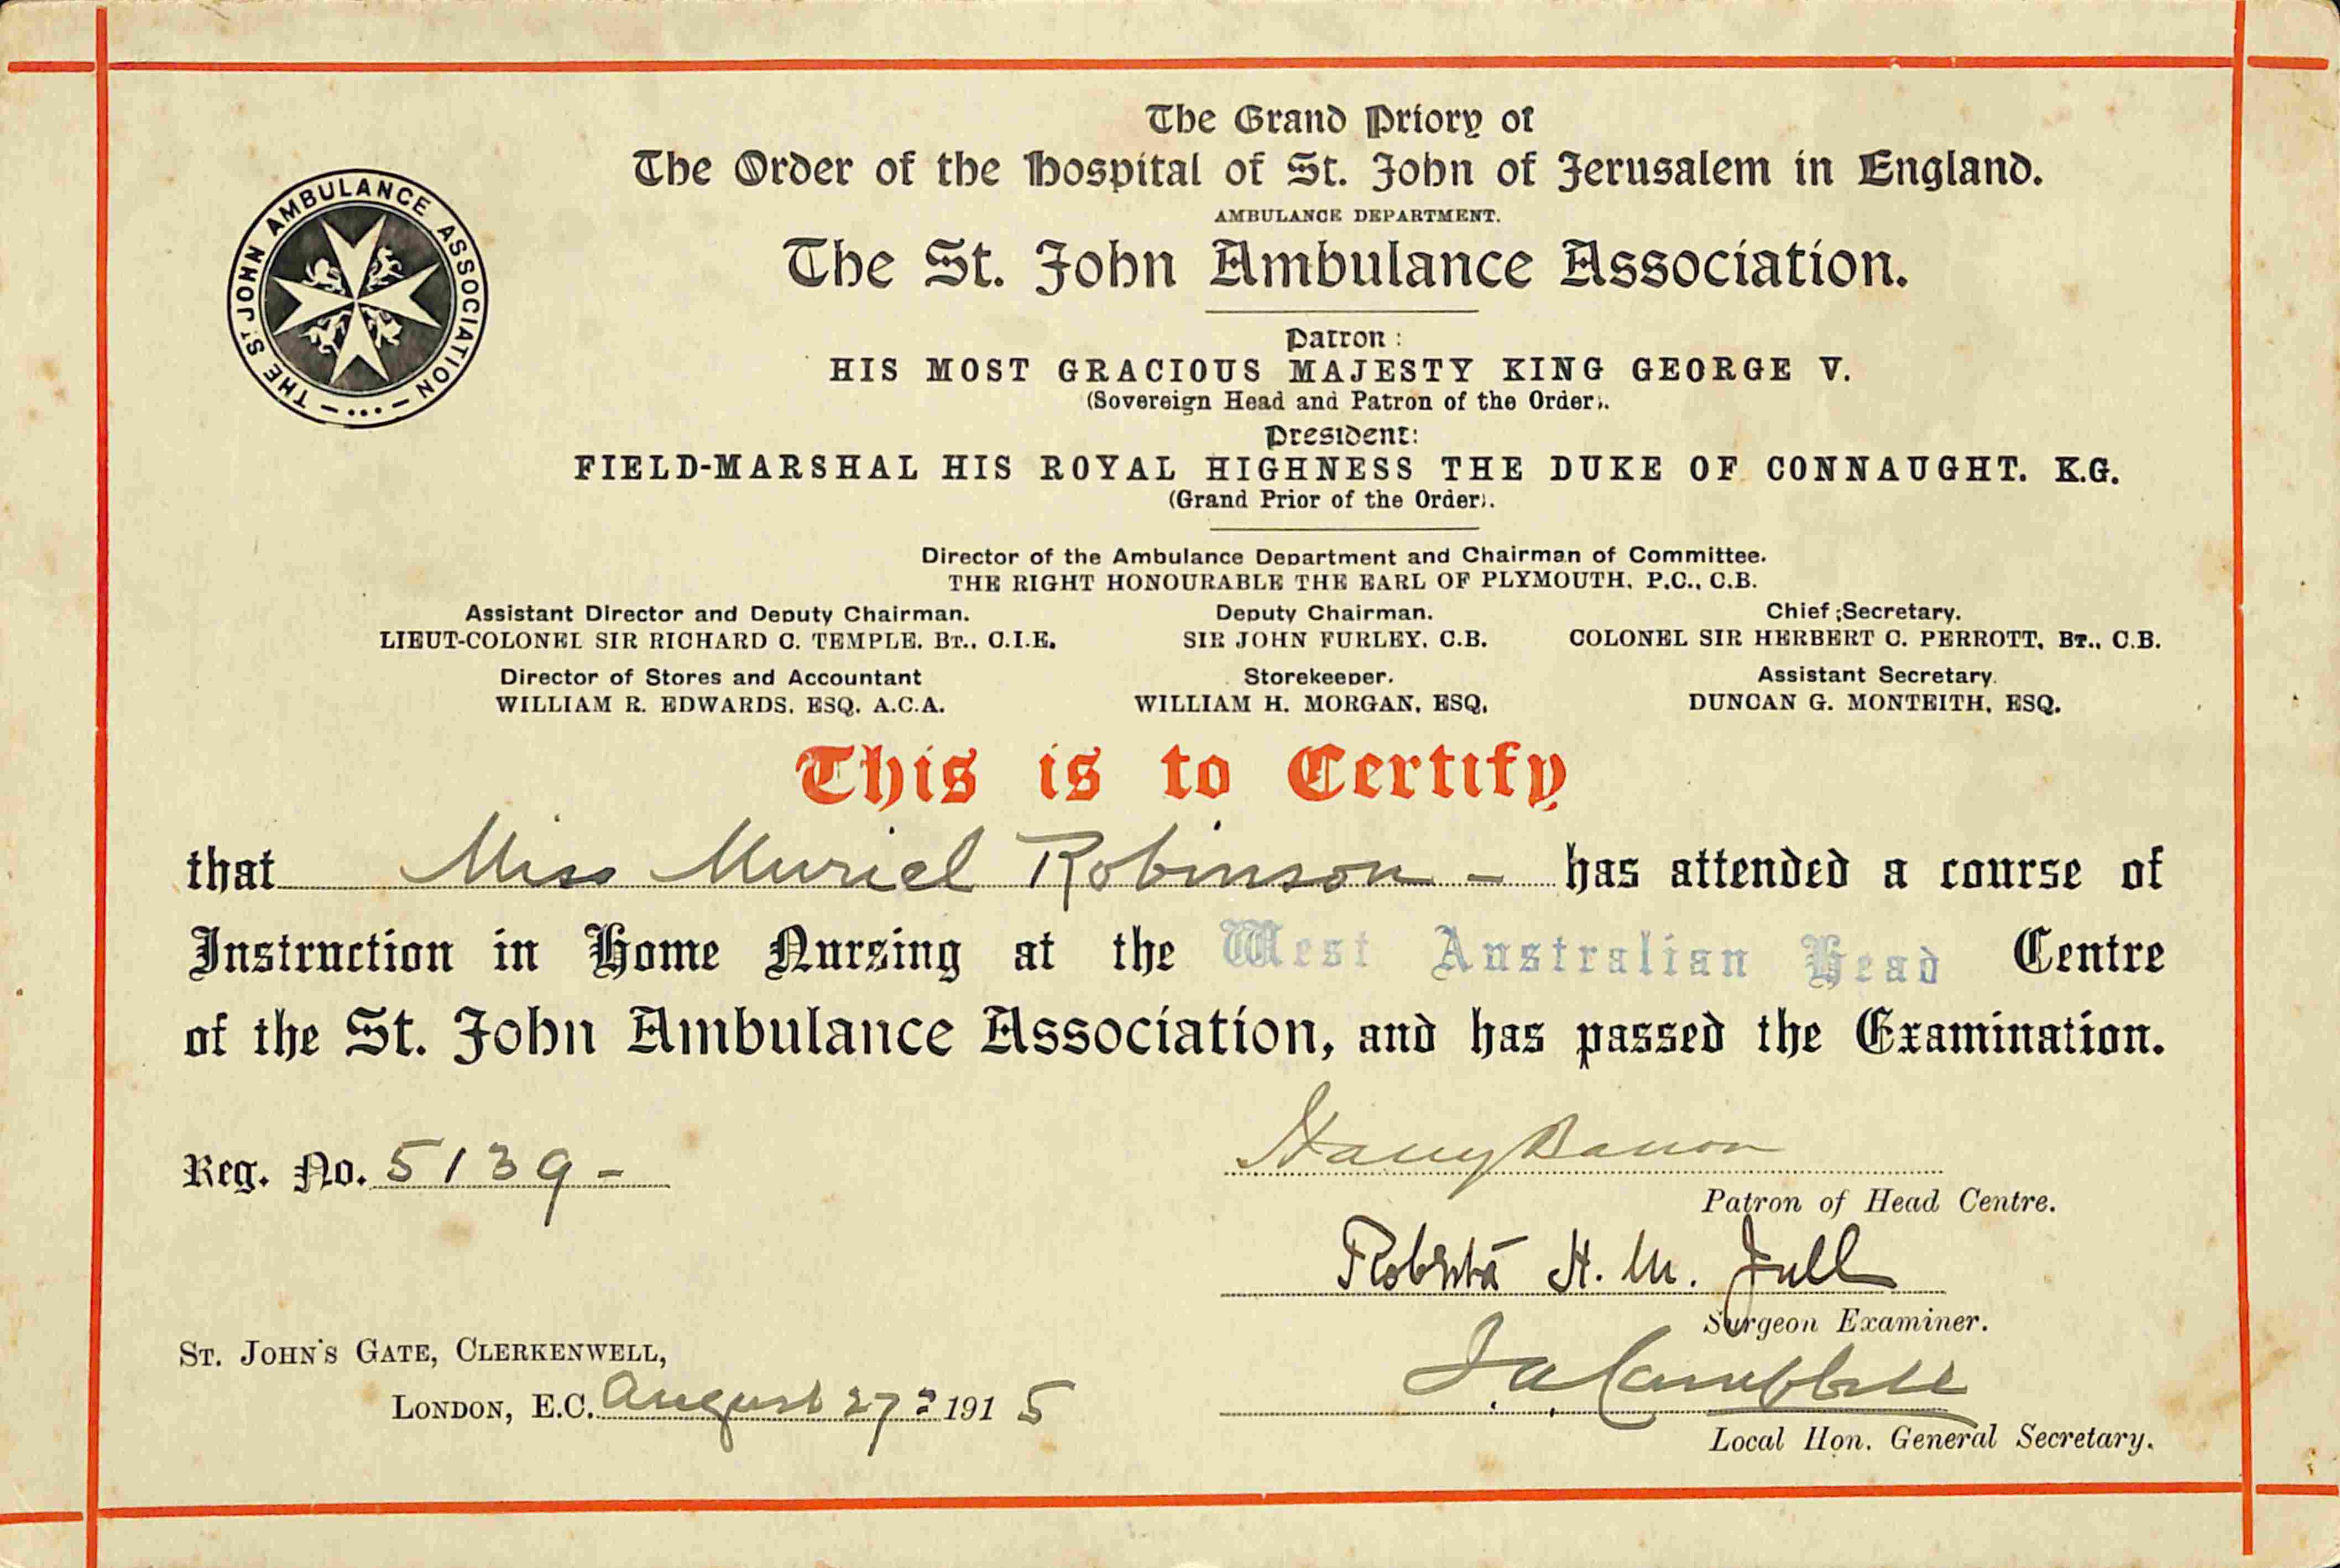 The Grand Priory of
The Order of the Hospital of St. John of Jerusalem in England.
AMBULANCE DEPARTMENT.
The St. John Ambulance Association.
THE ST JOHN AMBULANCE ASSOCIATION
Patron:
HIS MOST GRACIOUS MAJESTY KING GEORGE V.
(Sovereign Head and Patron of the Order).
President:
FIELD-MARSHAL HIS ROYAL HIGHNESS THE DUKE OF CONNAUGHT. K.G.
(Grand Prior of the Order).
Director of the Ambulance Department and Chairman of Committee.
THE RIGHT HONOURABLE THE EARL OF PLYMOUTH, P.C., C.B.
Assistant Director and Deputy Chairman. Deputy Chairman. Chief Secretary.
LIEUT-COLONEL SIR RICHARD C. TEMPLE. BT., C.I.E. SIR JOHN FURLEY, C.B. COLONEL SIR HERBERT C. PERROTT, BT., C.B.
Director of Stores and Accountant Storekeeper. Assistant Secretary.
WILLIAM R. EDWARDS, ESQ. A.C.A. WILLIAM H. MORGAN, ESQ. DUNCAN G. MONTEITH, ESQ.
This is to Certify
that Miss Muriel Robinson - has attended a course of
Instruction in Home Nursing at the West Australian Head Centre
of the St. John Ambulance Association, and has passed the Examination.
Harry Barron
Reg. No. 5139-
Patron of Head Centre.
Roberta H. M. Jull
Surgeon Examiner.
ST. JOHN'S GATE, CLERKENWELL,
J. A. Campbell
LONDON, E.C. August 27th 1915
Local Hon. General Secretary.